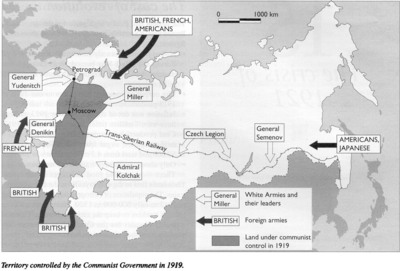 BRITISH, FRENCH,
AMERICANS
0 1000 km
Petrograd
General
Yudenitch
General
Miller
Moscow
General
Denikin
Trans-Siberian Railway
Czech Legion
General
Semenov
AMERICANS,
JAPANESE
FRENCH
Admiral
Kolchak
BRITISH
BRITISH
General
Miller
White Armies and
their leaders
BRITISH
Foreign armies
Land under communist
control in 1919
Territory controlled by the Communist Government in 1919.